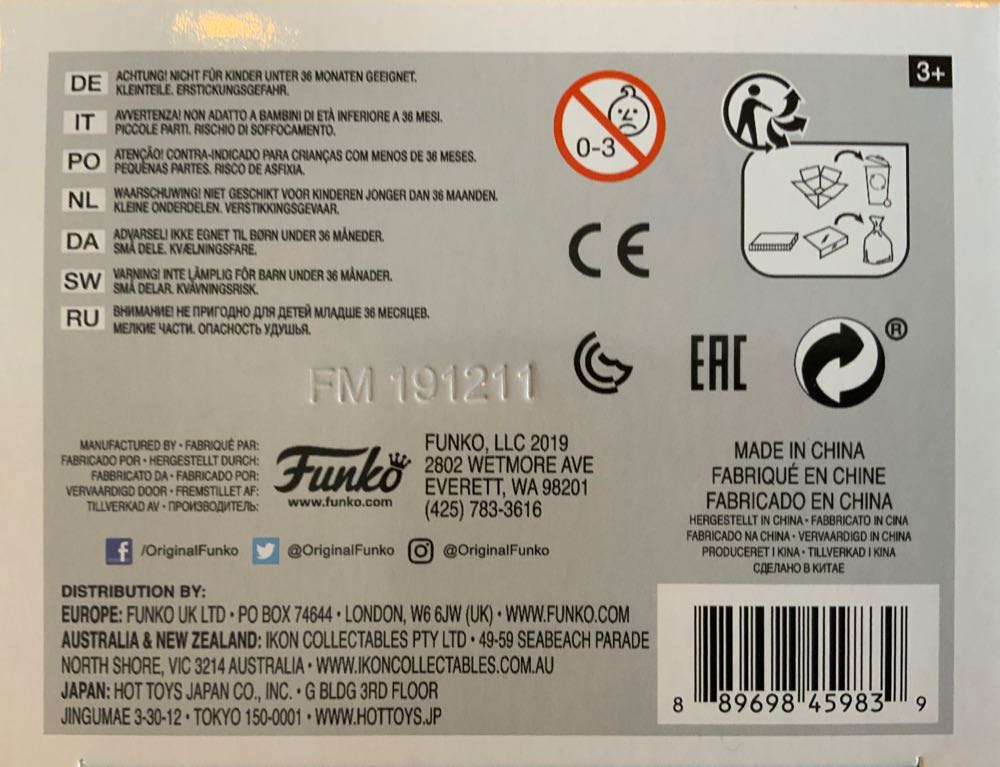 3+
DE ACHTUNG! NICHT FÜR KINDER UNTER 36 MONATEN GEEIGNET.
KLEINTEILE. ERSTICKUNGSGEFAHR.
IT AVVERTENZA! NON ADATTO A BAMBINI DI ETÀ INFERIORE A 36 MESI.
PICCOLE PARTI. RISCHIO DI SOFFOCAMENTO.
PO ATENÇÃO! CONTRA-INDICADO PARA CRIANÇAS COM MENOS DE 36 MESES.
PEQUENAS PARTES. RISCO DE ASFIXIA.
NL WAARSCHUWING! NIET GESCHIKT VOOR KINDEREN JONGER DAN 36 MAANDEN.
KLEINE ONDERDELEN. VERSTIKKINGSGEVAAR.
DA ADVARSEL! IKKE EGNET TIL BØRN UNDER 36 MÅNEDER.
SMÅ DELE. KVÆLNINGSFARE.
SW VARNING! INTE LÄMPLIG FÖR BARN UNDER 36 MÅNADER.
SMÅ DELAR. KVÄVNINGSRISK.
RU ВНИМАНИЕ! НЕ ПРИГОДНО ДЛЯ ДЕТЕЙ МЛАДШЕ 36 МЕСЯЦЕВ.
МЕЛКИЕ ЧАСТИ. ОПАСНОСТЬ УДУШЬЯ.
0-3
CE
EAC
®
FM 191211
MANUFACTURED BY • FABRIQUÉ PAR:
FABRICADO POR • HERGESTELLT DURCH:
FABBRICATO DA • FABRICADO POR:
VERVAARDIGD DOOR • FREMSTILLET AF:
TILLVERKAD AV • ПРОИЗВОДИТЕЛЬ:
Funko
www.funko.com
FUNKO, LLC 2019
2802 WETMORE AVE
EVERETT, WA 98201
(425) 783-3616
MADE IN CHINA
FABRIQUÉ EN CHINE
FABRICADO EN CHINA
HERGESTELLT IN CHINA • FABBRICATO IN CINA
FABRICADO NA CHINA • VERVAARDIGD IN CHINA
PRODUCERET I KINA • TILLVERKAD I KINA
СДЕЛАНО В КИТАЕ
f /OriginalFunko @OriginalFunko @OriginalFunko
DISTRIBUTION BY:
EUROPE: FUNKO UK LTD • PO BOX 74644 • LONDON, W6 6JW (UK) • WWW.FUNKO.COM
AUSTRALIA & NEW ZEALAND: IKON COLLECTABLES PTY LTD • 49-59 SEABEACH PARADE
NORTH SHORE, VIC 3214 AUSTRALIA • WWW.IKONCOLLECTABLES.COM.AU
JAPAN: HOT TOYS JAPAN CO., INC. • G BLDG 3RD FLOOR
JINGUMAE 3-30-12 • TOKYO 150-0001 • WWW.HOTTOYS.JP
8 89698 45983 9